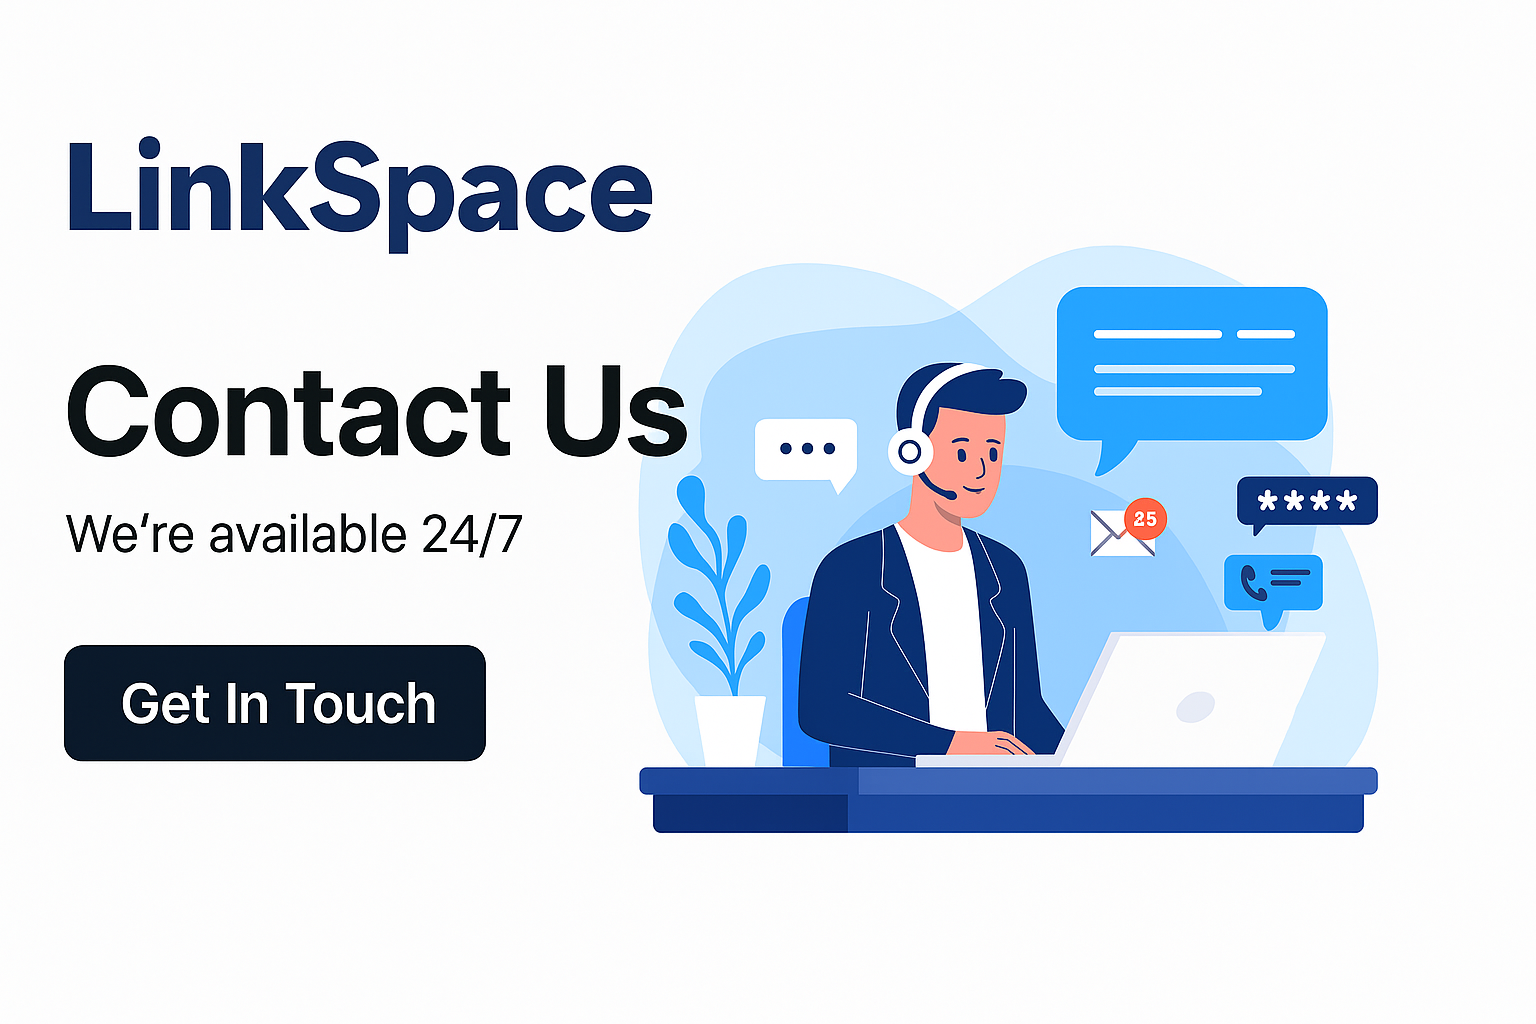 LinkSpace
Contact Us
We're available 24/7
Get In Touch
25
****